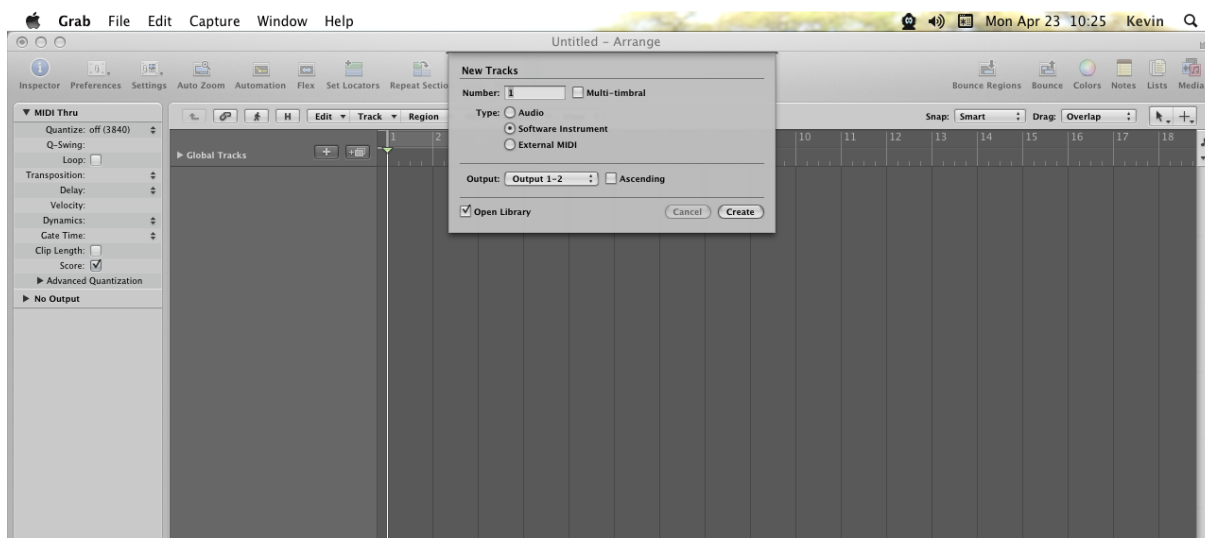 Grab File Edit Capture Window Help Mon Apr 23 10:25 Kevin
Untitled - Arrange
Inspector Preferences Settings Auto Zoom Automation Flex Set Locators Repeat Sectio Bounce Regions Bounce Colors Notes Lists Media
New Tracks
Number: 1 Multi-timbral
Type: Audio
Software Instrument
External MIDI
Output: Output 1-2 Ascending
Open Library Cancel Create
MIDI Thru H Edit Track Region Snap: Smart Drag: Overlap
Quantize: off (3840)
Q-Swing:
Loop:
Transposition:
Delay:
Velocity:
Dynamics:
Gate Time:
Clip Length:
Score:
Advanced Quantization
No Output
Global Tracks 1 2 10 11 12 13 14 15 16 17 18